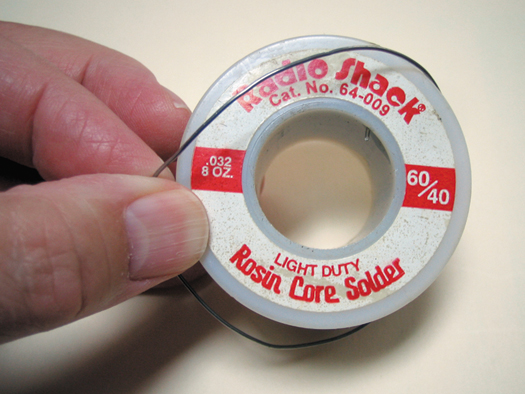 Radio Shack®
Cat. No. 64-009
.032
8 OZ.
60/40
LIGHT DUTY
Rosin Core Solder